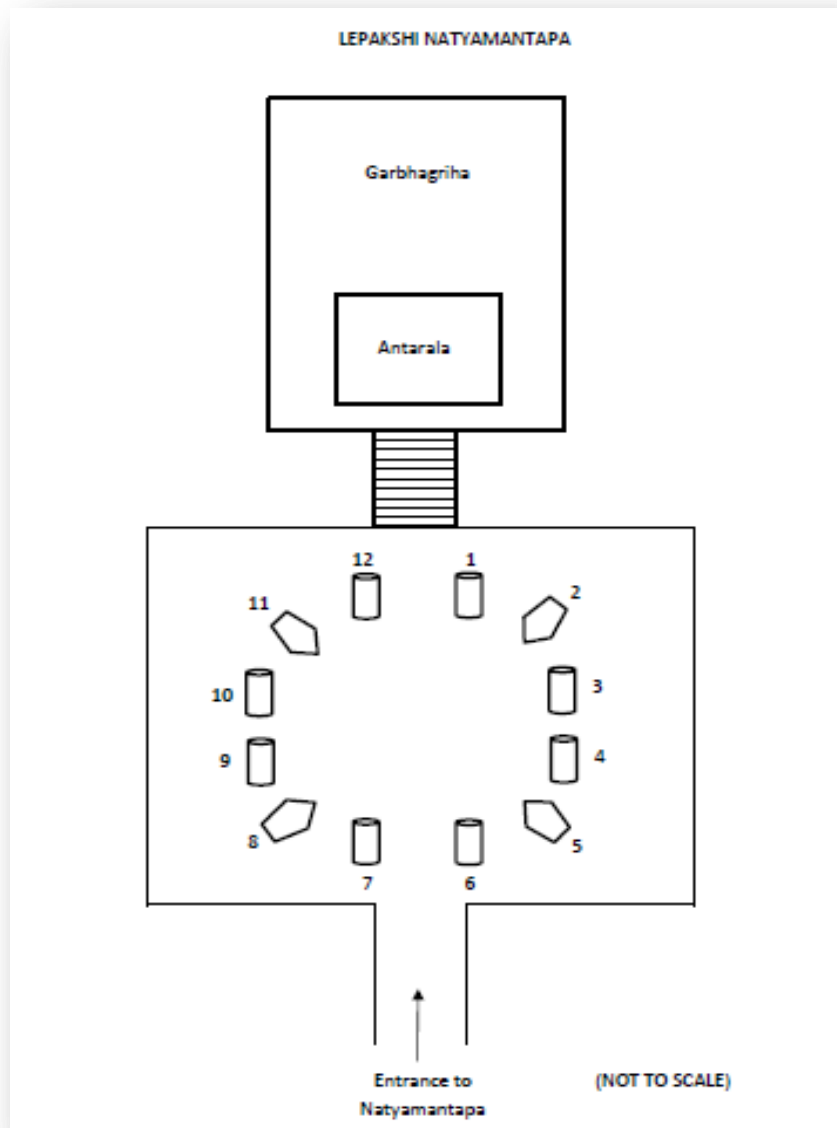 LEPAKSHI NATYAMANTAPA
Garbhagriha
Antarala
12 1
11 2
10 3
9 4
8 5
7 6
Entrance to
Natyamantapa
(NOT TO SCALE)